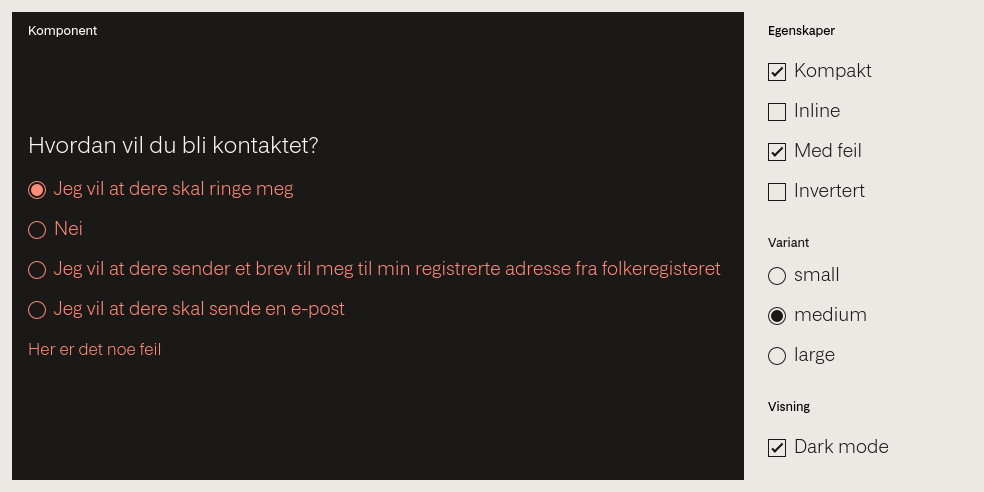 Komponent
Hvordan vil du bli kontaktet?
Jeg vil at dere skal ringe meg
Nei
Jeg vil at dere sender et brev til meg til min registrerte adresse fra folkeregisteret
Jeg vil at dere skal sende en e-post
Her er det noe feil
Egenskaper
Kompakt
Inline
Med feil
Invertert
Variant
small
medium
large
Visning
Dark mode